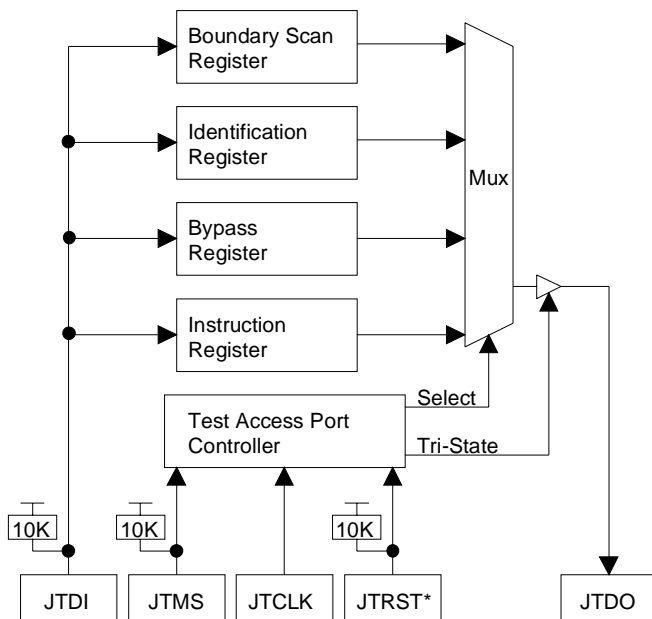 Boundary Scan
Register
Identification
Register
Mux
Bypass
Register
Instruction
Register
Select
Test Access Port
Controller
Tri-State
10K
10K
10K
JTDI
JTMS
JTCLK
JTRST*
JTDO